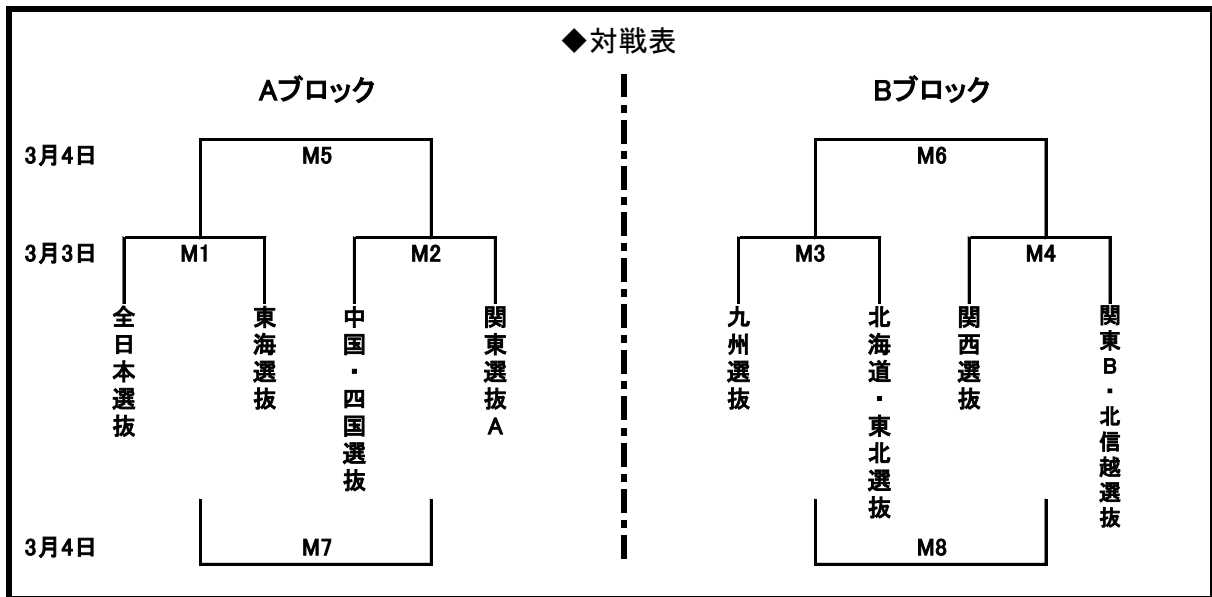 ◆対戦表
Aブロック
Bブロック
3月4日
M5
M6
3月3日
M1
M2
M3
M4
全日本選抜
東海選抜
中国・四国選抜
関東選抜A
九州選抜
北海道・東北選抜
関西選抜
関東B・北信越選抜
3月4日
M7
M8